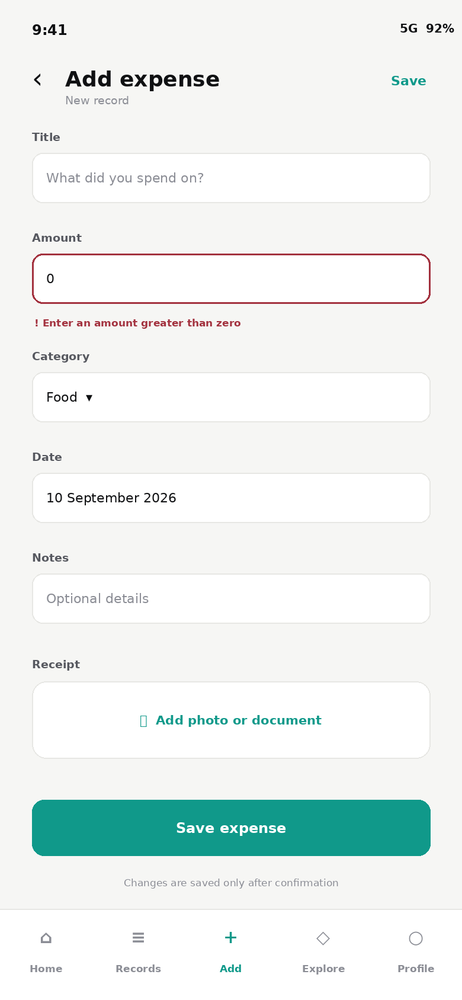 9:41
5G 92%
Add expense
Save
New record
Title
What did you spend on?
Amount
0
! Enter an amount greater than zero
Category
Food ▾
Date
10 September 2026
Notes
Optional details
Receipt
Add photo or document
Save expense
Changes are saved only after confirmation
Home
Records
Add
Explore
Profile